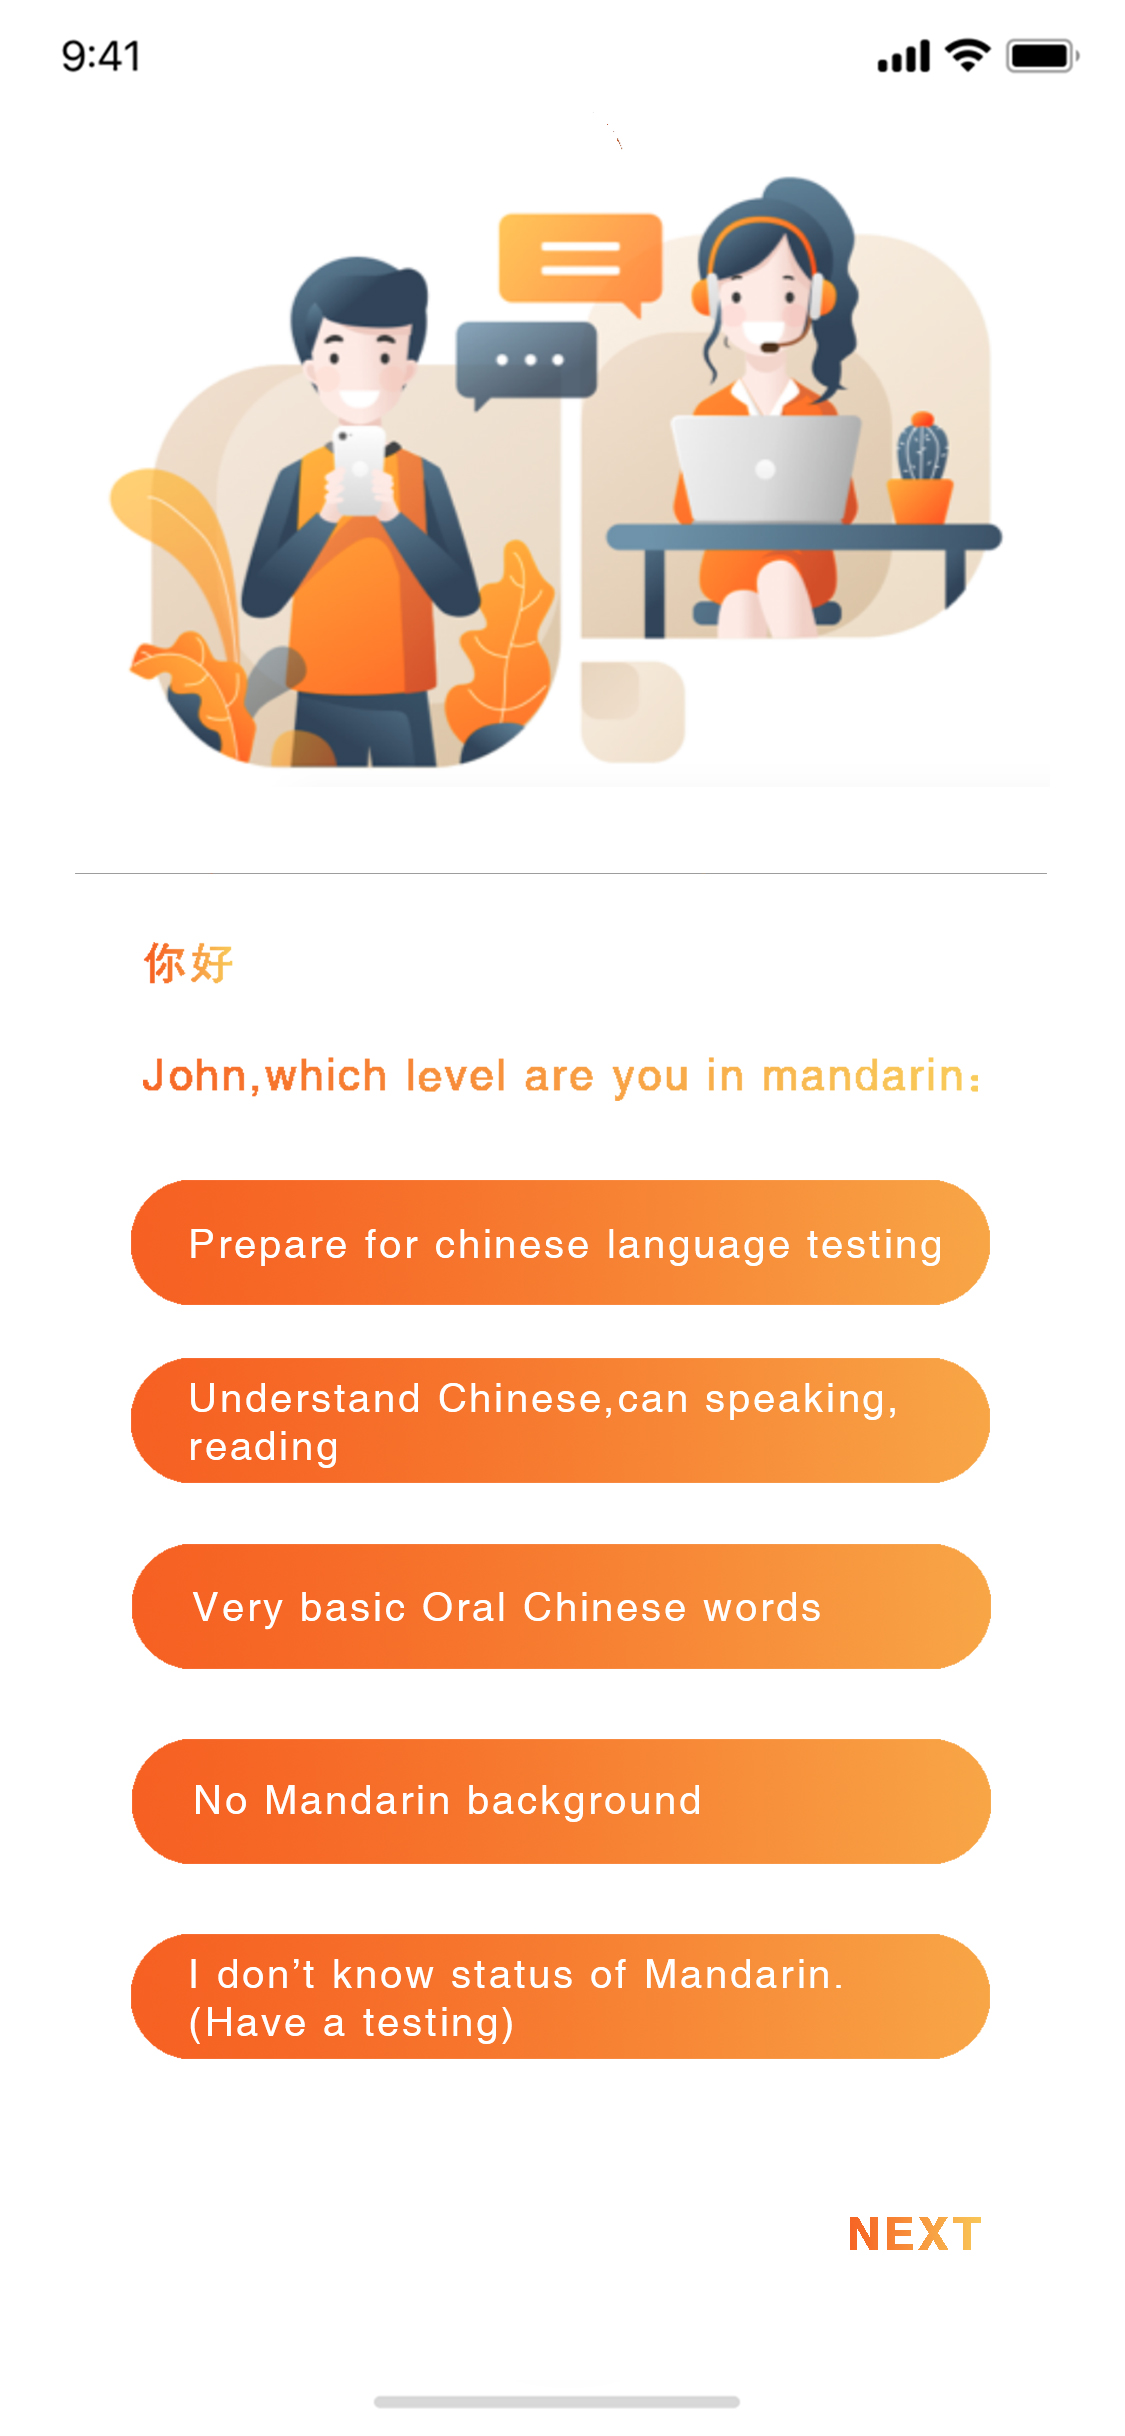 9:41
你好
John,which level are you in mandarin：
Prepare for chinese language testing
Understand Chinese,can speaking,
reading
Very basic Oral Chinese words
No Mandarin background
I don’t know status of Mandarin.
(Have a testing)
NEXT